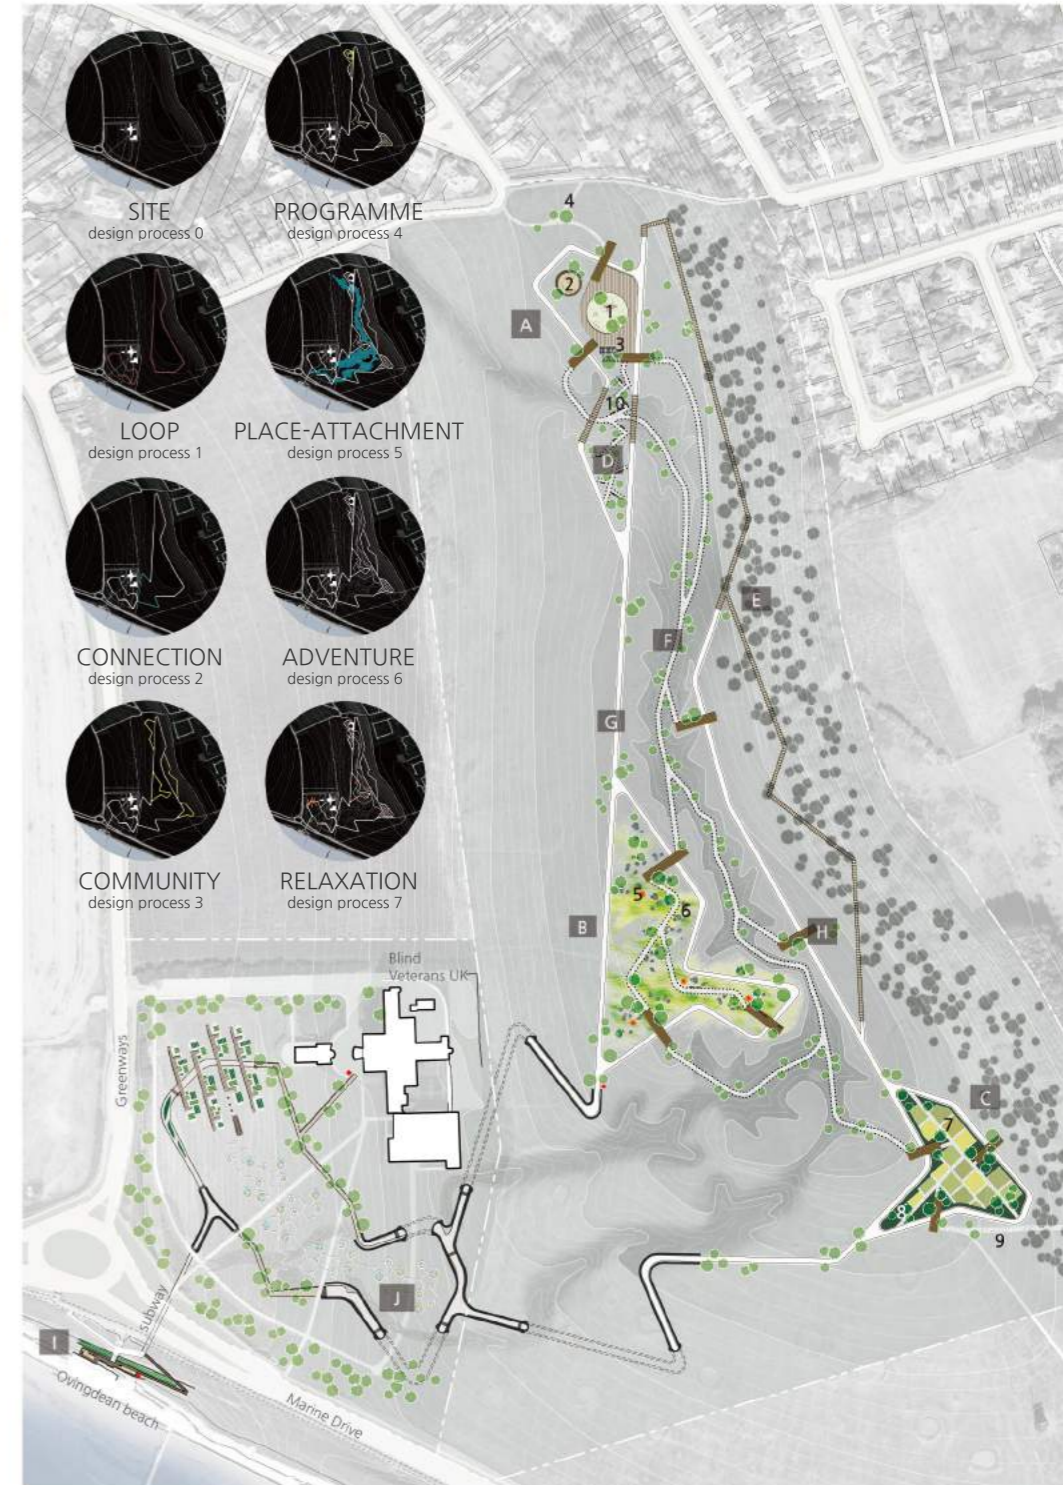 SITE
design process 0
PROGRAMME
design process 4
LOOP
design process 1
PLACE-ATTACHMENT
design process 5
CONNECTION
design process 2
ADVENTURE
design process 6
COMMUNITY
design process 3
RELAXATION
design process 7
4
2
1
A
3
10
D
E
F
G
5
6
B
H
Blind
Veterans UK
Greenways
C
7
8
9
J
subway
I
Ovingdean beach
Marine Drive